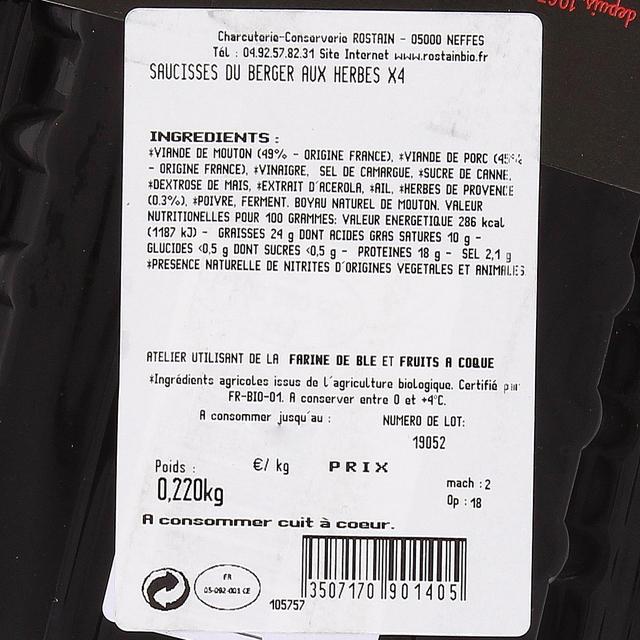 depuis
Charcuterie-Conserverie ROSTAIN - 05000 NEFFES
Tél : 04.92.57.82.31 Site Internet www.rostainbio.fr
SAUCISSES DU BERGER AUX HERBES X4
INGREDIENTS :
*VIANDE DE MOUTON (49% - ORIGINE FRANCE), *VIANDE DE PORC (45%
- ORIGINE FRANCE), *VINAIGRE, SEL DE CAMARGUE, *SUCRE DE CANNE,
*DEXTROSE DE MAIS, *EXTRAIT D'ACEROLA, *AIL, *HERBES DE PROVENCE
(0.3%), *POIVRE, FERMENT. BOYAU NATUREL DE MOUTON. VALEUR
NUTRITIONELLES POUR 100 GRAMMES: VALEUR ENERGETIQUE 286 kcal
(1187 kJ) - GRAISSES 24 g DONT ACIDES GRAS SATURES 10 g -
GLUCIDES <0,5 g DONT SUCRES <0,5 g - PROTEINES 18 g - SEL 2,1 g
*PRESENCE NATURELLE DE NITRITES D'ORIGINES VEGETALES ET ANIMALES
ATELIER UTILISANT DE LA FARINE DE BLE ET FRUITS A COQUE
*Ingrédients agricoles issus de l'agriculture biologique. Certifié par
FR-BIO-01. A conserver entre 0 et +4°C.
A consommer jusqu'au : NUMERO DE LOT:
19052
Poids : €/ kg PRIX
0,220kg
mach : 2
Op : 18
A consommer cuit à coeur.
FR
05-092-001 CE
105757
3507170 901405